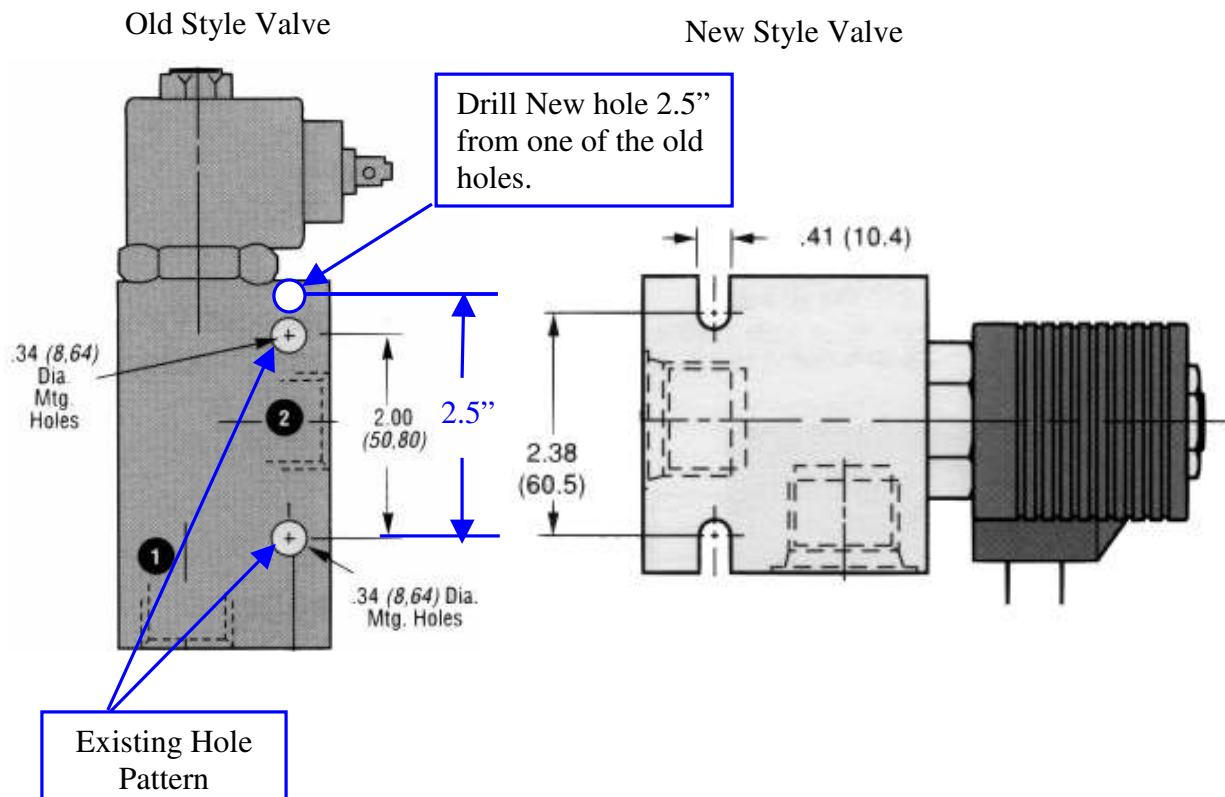 Old Style Valve
New Style Valve
Drill New hole 2.5”
from one of the old
holes.
.41 (10.4)
.34 (8,64)
Dia.
Mtg.
Holes
2
2.00
(50,80)
2.5”
2.38
(60.5)
1
.34 (8,64) Dia.
Mtg. Holes
Existing Hole
Pattern